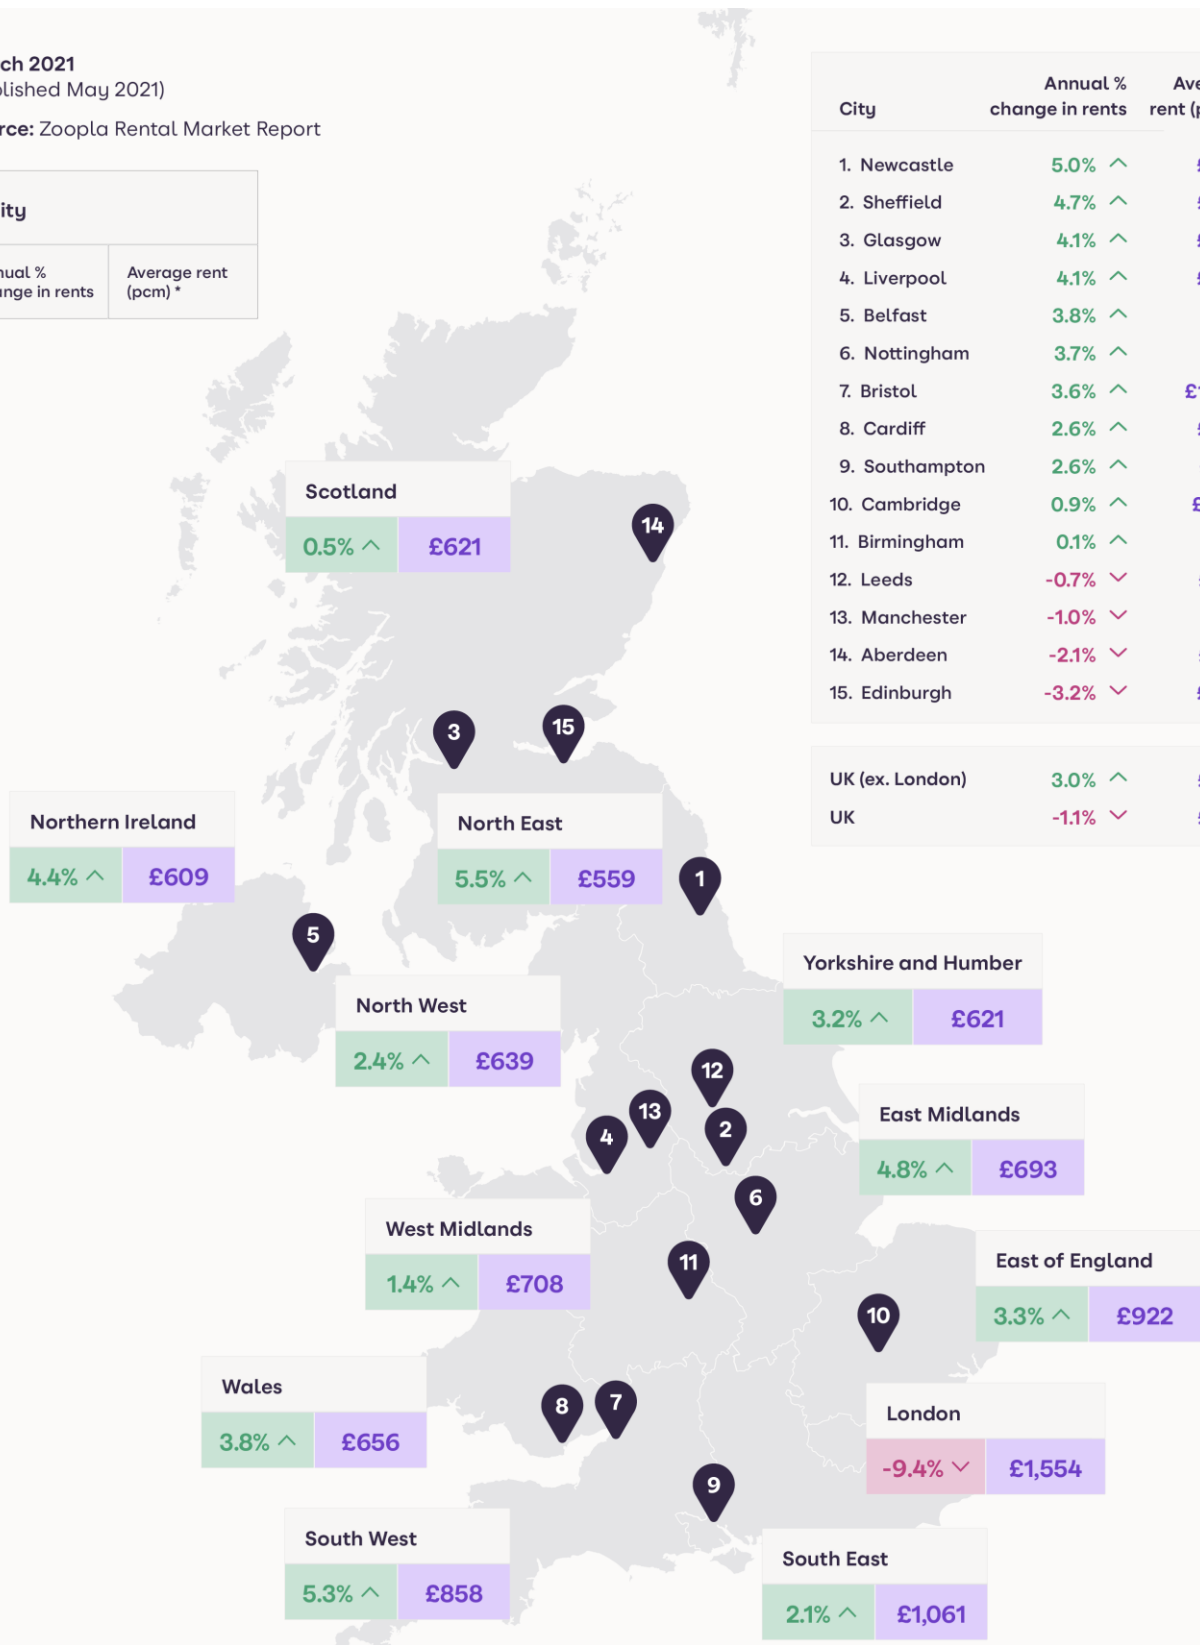 ch 2021
lished May 2021)
rce: Zoopla Rental Market Report
ity
nual %
ange in rents
Average rent
(pcm) *
City
Annual %
change in rents
Ave
rent (p
1. Newcastle 5.0%
2. Sheffield 4.7%
3. Glasgow 4.1%
4. Liverpool 4.1%
5. Belfast 3.8%
6. Nottingham 3.7%
7. Bristol 3.6% £1
8. Cardiff 2.6%
9. Southampton 2.6%
10. Cambridge 0.9% £
11. Birmingham 0.1%
12. Leeds -0.7%
13. Manchester -1.0%
14. Aberdeen -2.1%
15. Edinburgh -3.2%
UK (ex. London) 3.0%
UK -1.1%
Scotland
0.5% £621
14
3
15
Northern Ireland
4.4% £609
North East
5.5% £559
1
5
Yorkshire and Humber
3.2% £621
North West
2.4% £639
12
13
4
2
East Midlands
4.8% £693
6
West Midlands
1.4% £708
11
East of England
3.3% £922
10
Wales
3.8% £656
8
7
London
-9.4% £1,554
9
South West
5.3% £858
South East
2.1% £1,061